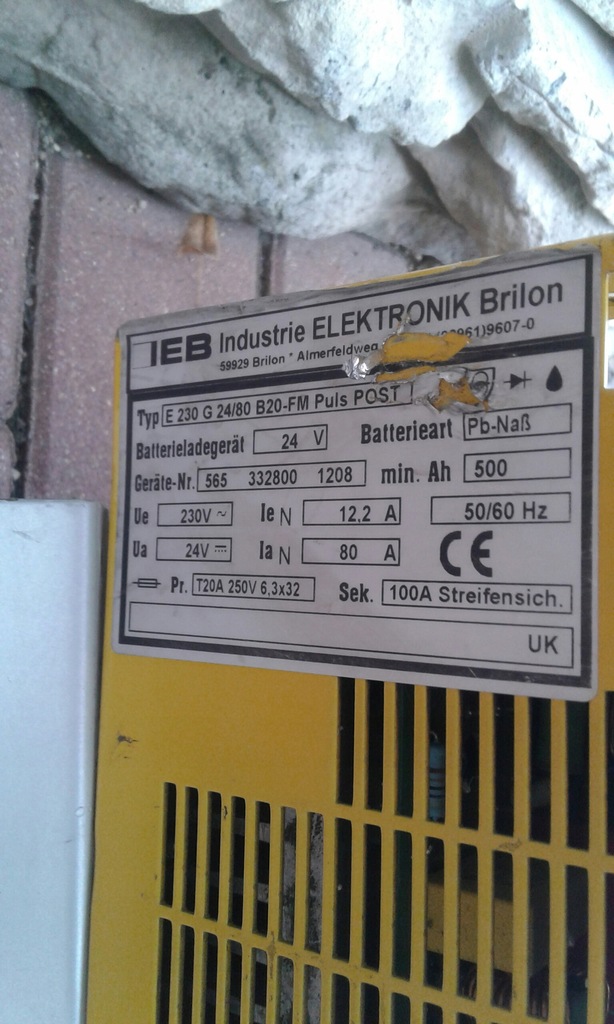 IEB Industrie ELEKTRONIK Brilon
59929 Brilon * Almerfeldweg 961)9607-0
Typ E 230 G 24/80 B20-FM Puls POST
Batterieladegerät 24 V Batterieart Pb-Naß
Geräte-Nr. 565 332800 1208 min. Ah 500
Ue 230V ~ Ie N 12,2 A 50/60 Hz
Ua 24V Ia N 80 A CE
Pr. T20A 250V 6,3x32 Sek. 100A Streifensich.
UK